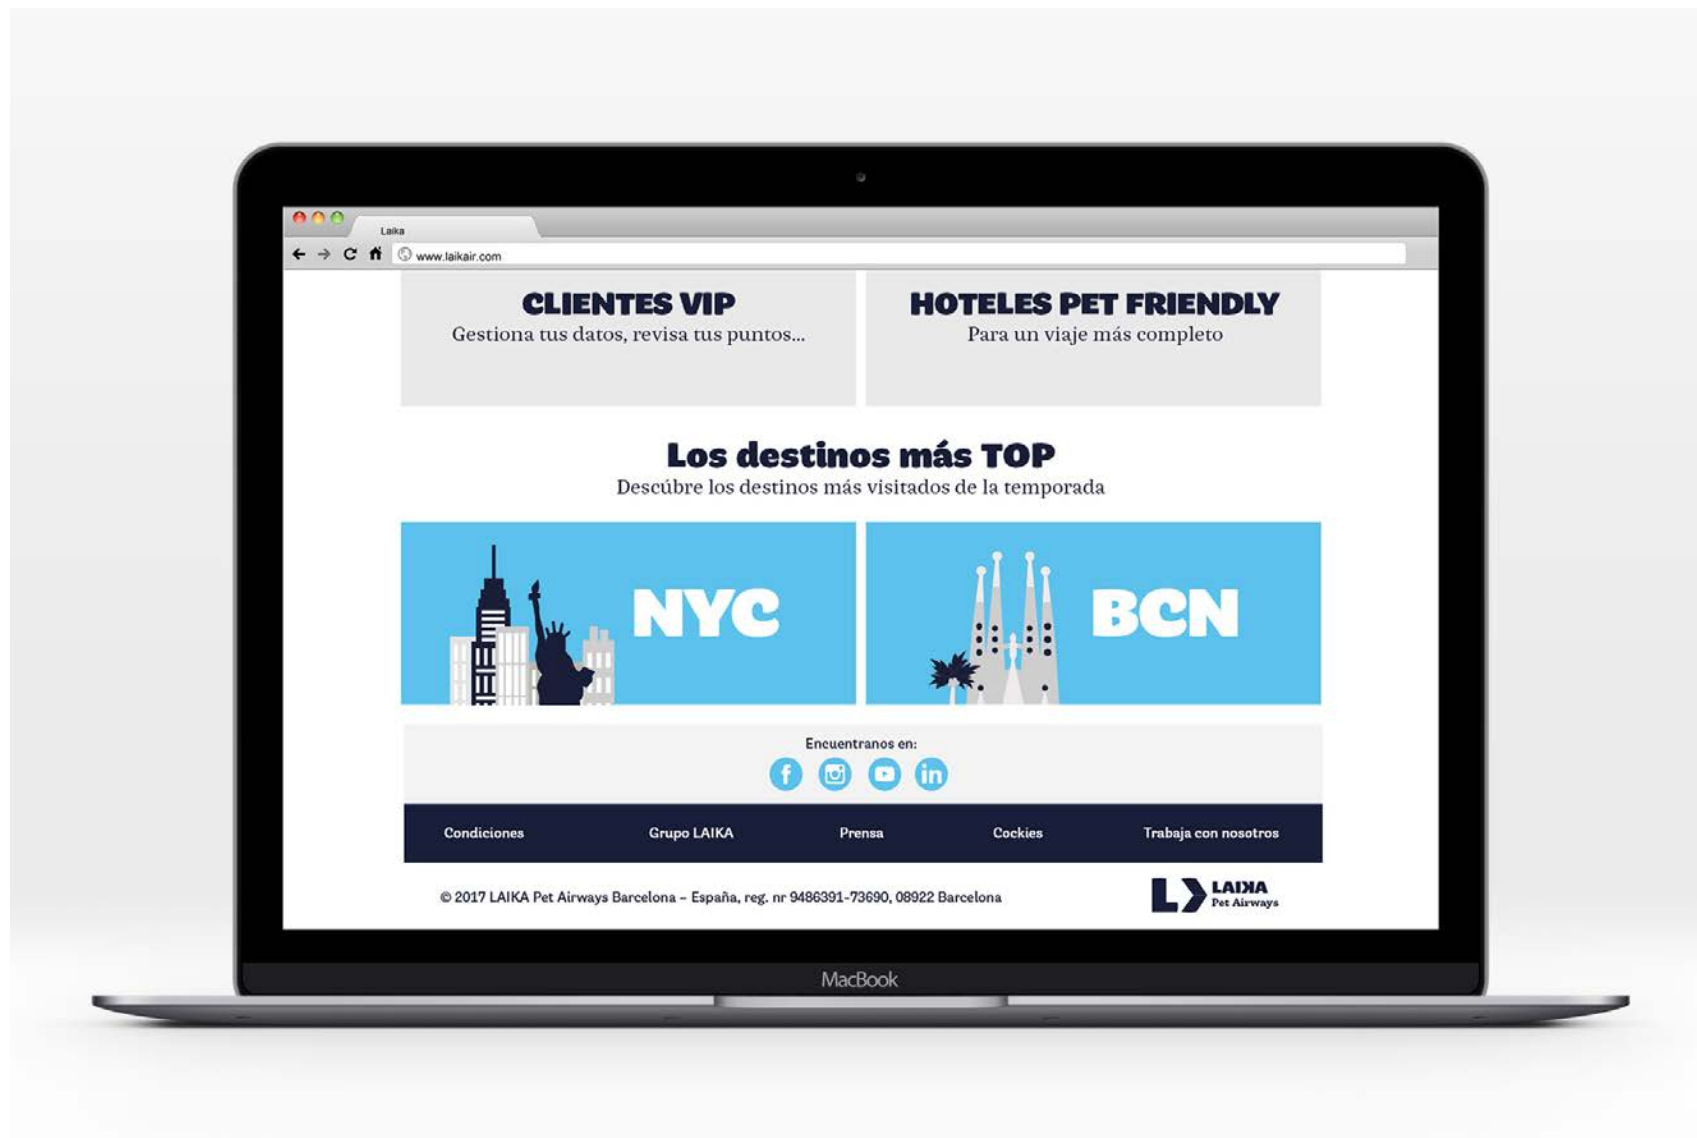 Laika
www.laikair.com
CLIENTES VIP
Gestiona tus datos, revisa tus puntos...
HOTELES PET FRIENDLY
Para un viaje más completo
Los destinos más TOP
Descúbre los destinos más visitados de la temporada
NYC
BCN
Encuentranos en:
f
in
Condiciones
Grupo LAIKA
Prensa
Cockies
Trabaja con nosotros
© 2017 LAIKA Pet Airways Barcelona – España, reg. nr 9486391-73690, 08922 Barcelona
LAIKA
Pet Airways
MacBook